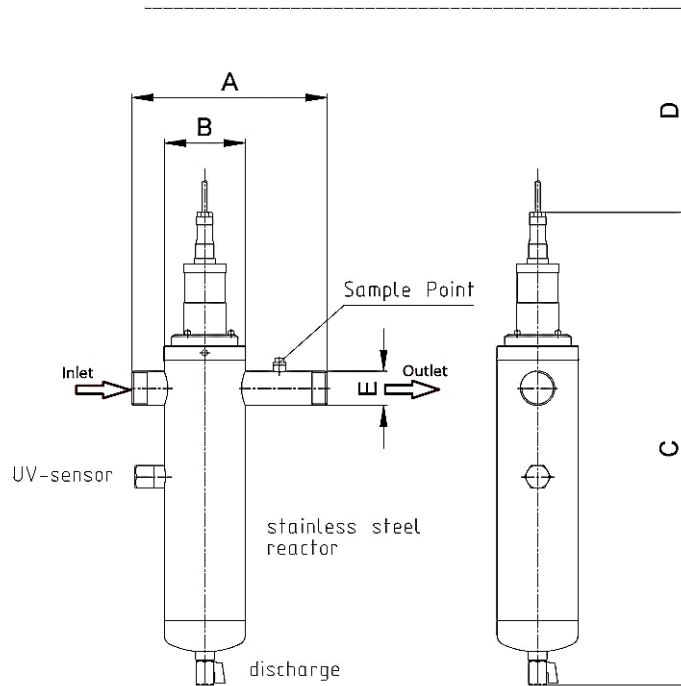 A
B
D
Sample Point
Inlet
E
Outlet
C
UV-sensor
stainless steel
reactor
discharge